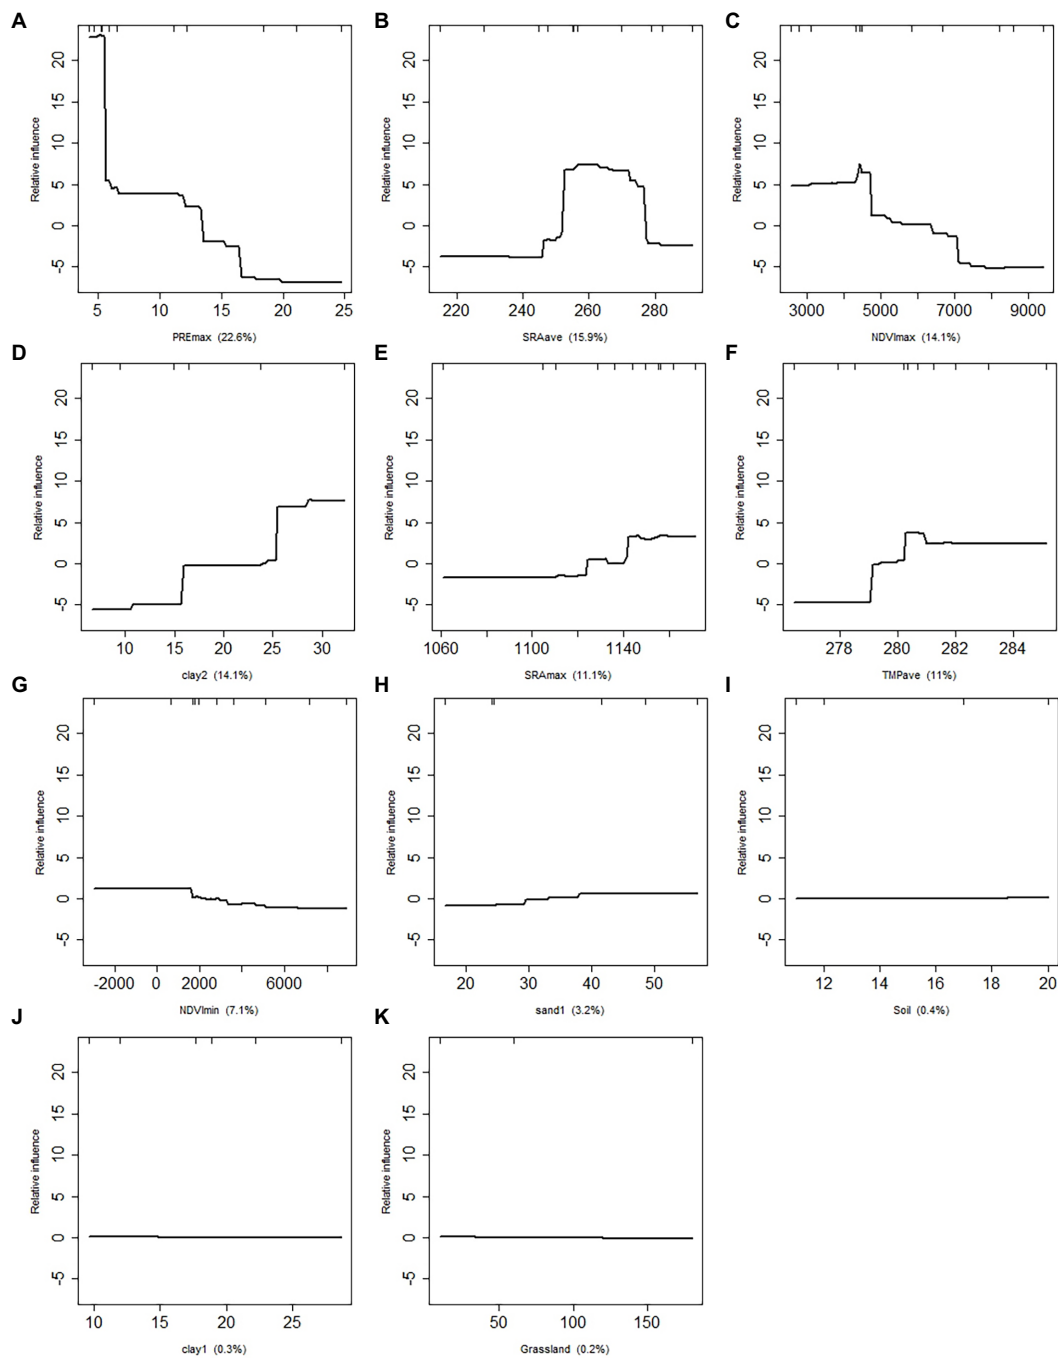 A
Relative influence
20
15
10
5
0
-5
5 10 15 20 25
PREmax (22.6%)
B
Relative influence
20
15
10
5
0
-5
220 240 260 280
SRAave (15.9%)
C
Relative influence
20
15
10
5
0
-5
3000 5000 7000 9000
NDVImax (14.1%)
D
Relative influence
20
15
10
5
0
-5
10 15 20 25 30
clay2 (14.1%)
E
Relative influence
20
15
10
5
0
-5
1060 1100 1140
SRAmax (11.1%)
F
Relative influence
20
15
10
5
0
-5
278 280 282 284
TMPave (11%)
G
Relative influence
20
15
10
5
0
-5
-2000 0 2000 6000
NDVImin (7.1%)
H
Relative influence
20
15
10
5
0
-5
20 30 40 50
sand1 (3.2%)
I
Relative influence
20
15
10
5
0
-5
12 14 16 18 20
Soil (0.4%)
J
Relative influence
20
15
10
5
0
-5
10 15 20 25
clay1 (0.3%)
K
Relative influence
20
15
10
5
0
-5
50 100 150
Grassland (0.2%)